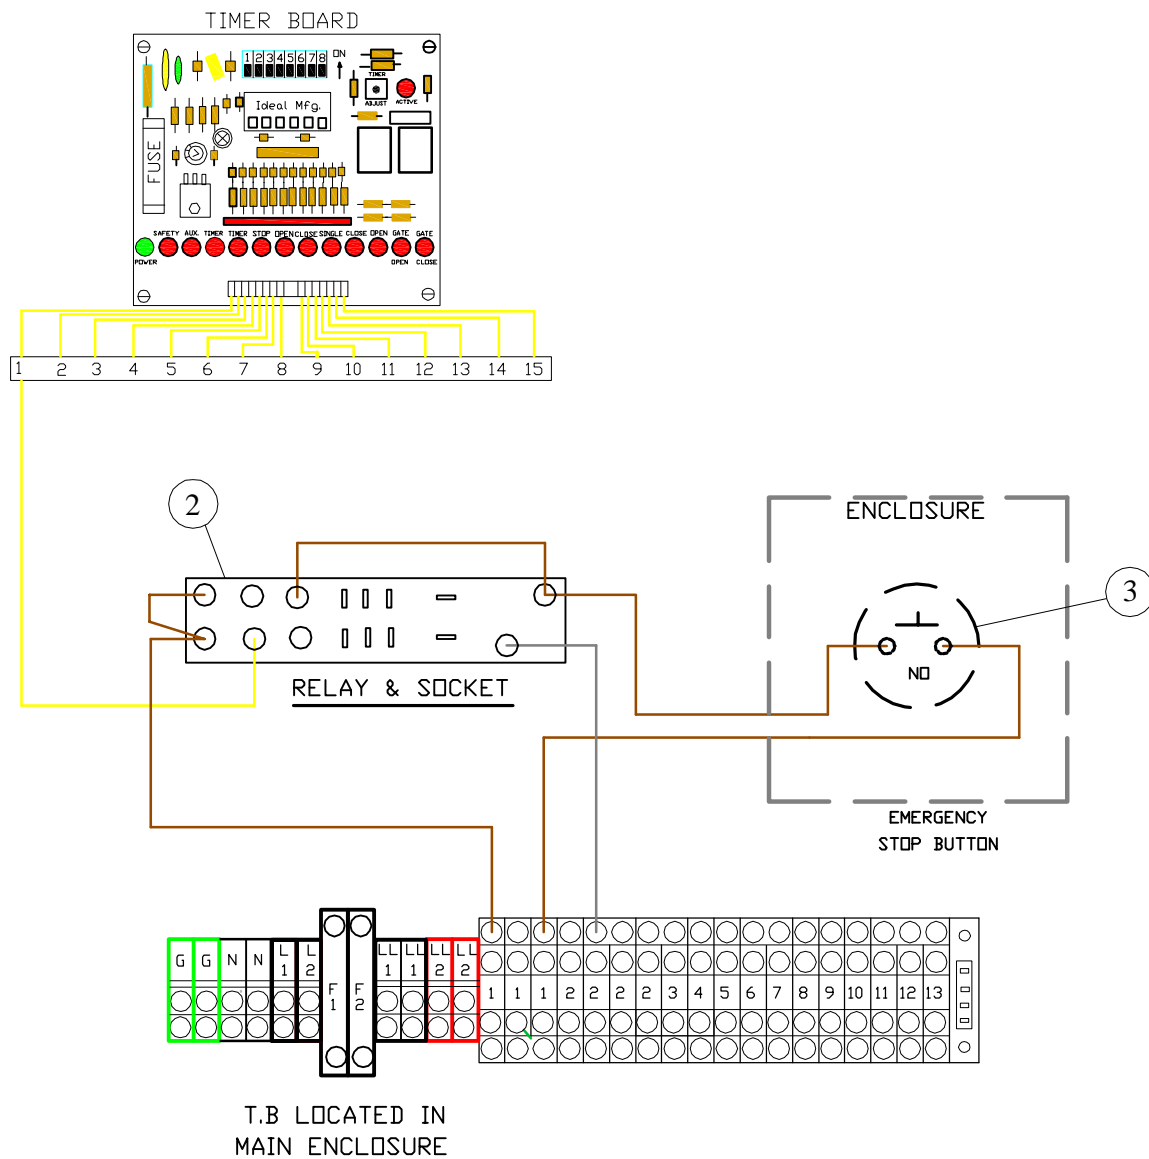 TIMER BOARD
1 2 3 4 5 6 7 8 ON
TIMER
ADJUST
ACTIVE
Ideal Mfg.
FUSE
SAFETY AUX. TIMER TIMER STOP OPEN CLOSE SINGLE CLOSE OPEN GATE GATE
POWER OPEN CLOSE
1 2 3 4 5 6 7 8 9 10 11 12 13 14 15
2
ENCLOSURE
3
NO
RELAY & SOCKET
EMERGENCY
STOP BUTTON
G G N N L1 L2 F1 F2 LL1 LL1 LL2 LL2 1 1 1 2 2 2 2 3 4 5 6 7 8 9 10 11 12 13
T.B LOCATED IN
MAIN ENCLOSURE